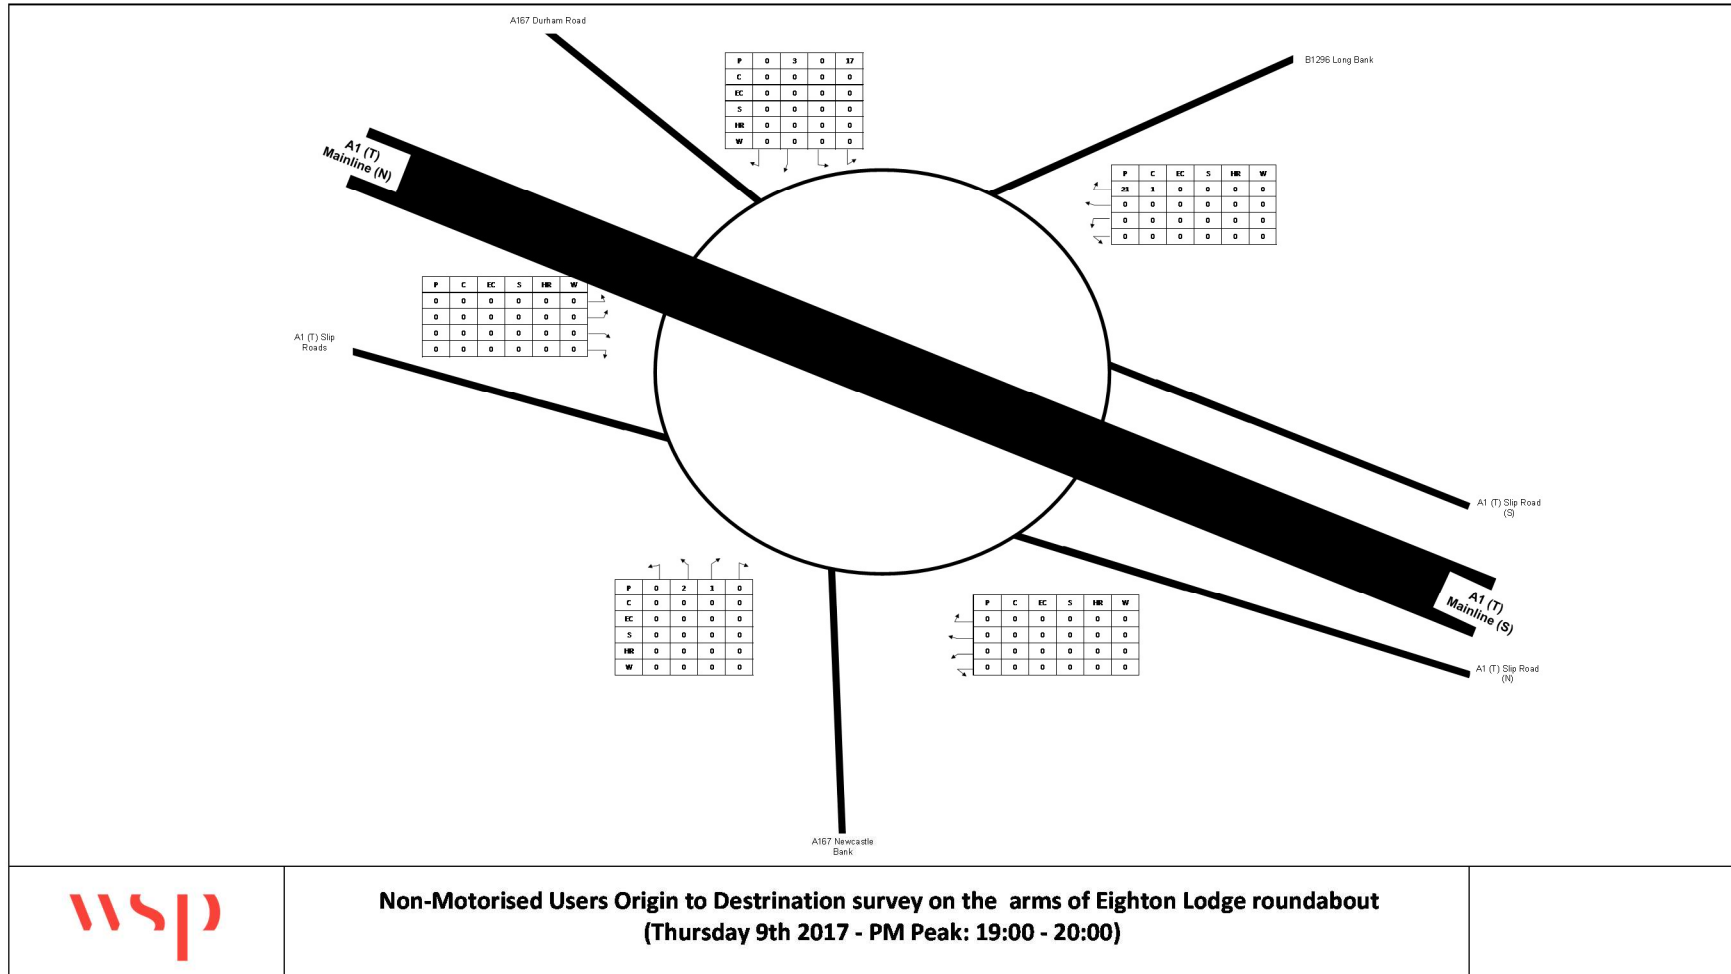 A167 Durham Road
B1296 Long Bank
P 0 3 0 17
C 0 0 0 0
EC 0 0 0 0
S 0 0 0 0
HR 0 0 0 0
W 0 0 0 0
A1 (T)
Mainline (N)
P C EC S HR W
21 1 0 0 0 0
0 0 0 0 0 0
0 0 0 0 0 0
0 0 0 0 0 0
P C EC S HR W
0 0 0 0 0 0
0 0 0 0 0 0
0 0 0 0 0 0
0 0 0 0 0 0
A1 (T) Slip
Roads
A1 (T) Slip Road
(S)
P 0 2 1 0
C 0 0 0 0
EC 0 0 0 0
S 0 0 0 0
HR 0 0 0 0
W 0 0 0 0
P C EC S HR W
0 0 0 0 0 0
0 0 0 0 0 0
0 0 0 0 0 0
0 0 0 0 0 0
A1 (T)
Mainline (S)
A1 (T) Slip Road
(N)
A167 Newcastle
Bank
wsp
Non-Motorised Users Origin to Destrination survey on the arms of Eighton Lodge roundabout
(Thursday 9th 2017 - PM Peak: 19:00 - 20:00)